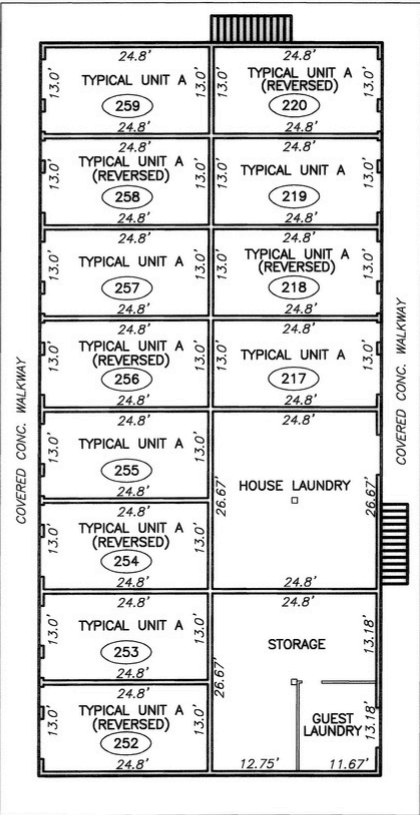 24.8' 24.8'
13.0' TYPICAL UNIT A 13.0' 13.0' TYPICAL UNIT A
(REVERSED)
259 220
24.8' 24.8'
24.8' 24.8'
13.0' TYPICAL UNIT A
(REVERSED) 13.0' 13.0' TYPICAL UNIT A
258 219
24.8' 24.8'
24.8' 24.8'
13.0' TYPICAL UNIT A 13.0' 13.0' TYPICAL UNIT A
(REVERSED)
257 218
24.8' 24.8'
24.8' 24.8'
13.0' TYPICAL UNIT A
(REVERSED) 13.0' 13.0' TYPICAL UNIT A
256 217
24.8' 24.8'
COVERED CONC. WALKWAY
COVERED CONC. WALKWAY
24.8' 24.8'
13.0' TYPICAL UNIT A 13.0'
255
24.8'
26.67' HOUSE LAUNDRY 26.67'
24.8'
13.0' TYPICAL UNIT A
(REVERSED) 13.0'
254
24.8' 24.8'
24.8' 24.8'
13.0' TYPICAL UNIT A 13.0'
253
24.8'
STORAGE 13.18'
26.67'
24.8'
13.0' TYPICAL UNIT A
(REVERSED) 13.0'
252
24.8'
GUEST
LAUNDRY 13.18'
12.75' 11.67'